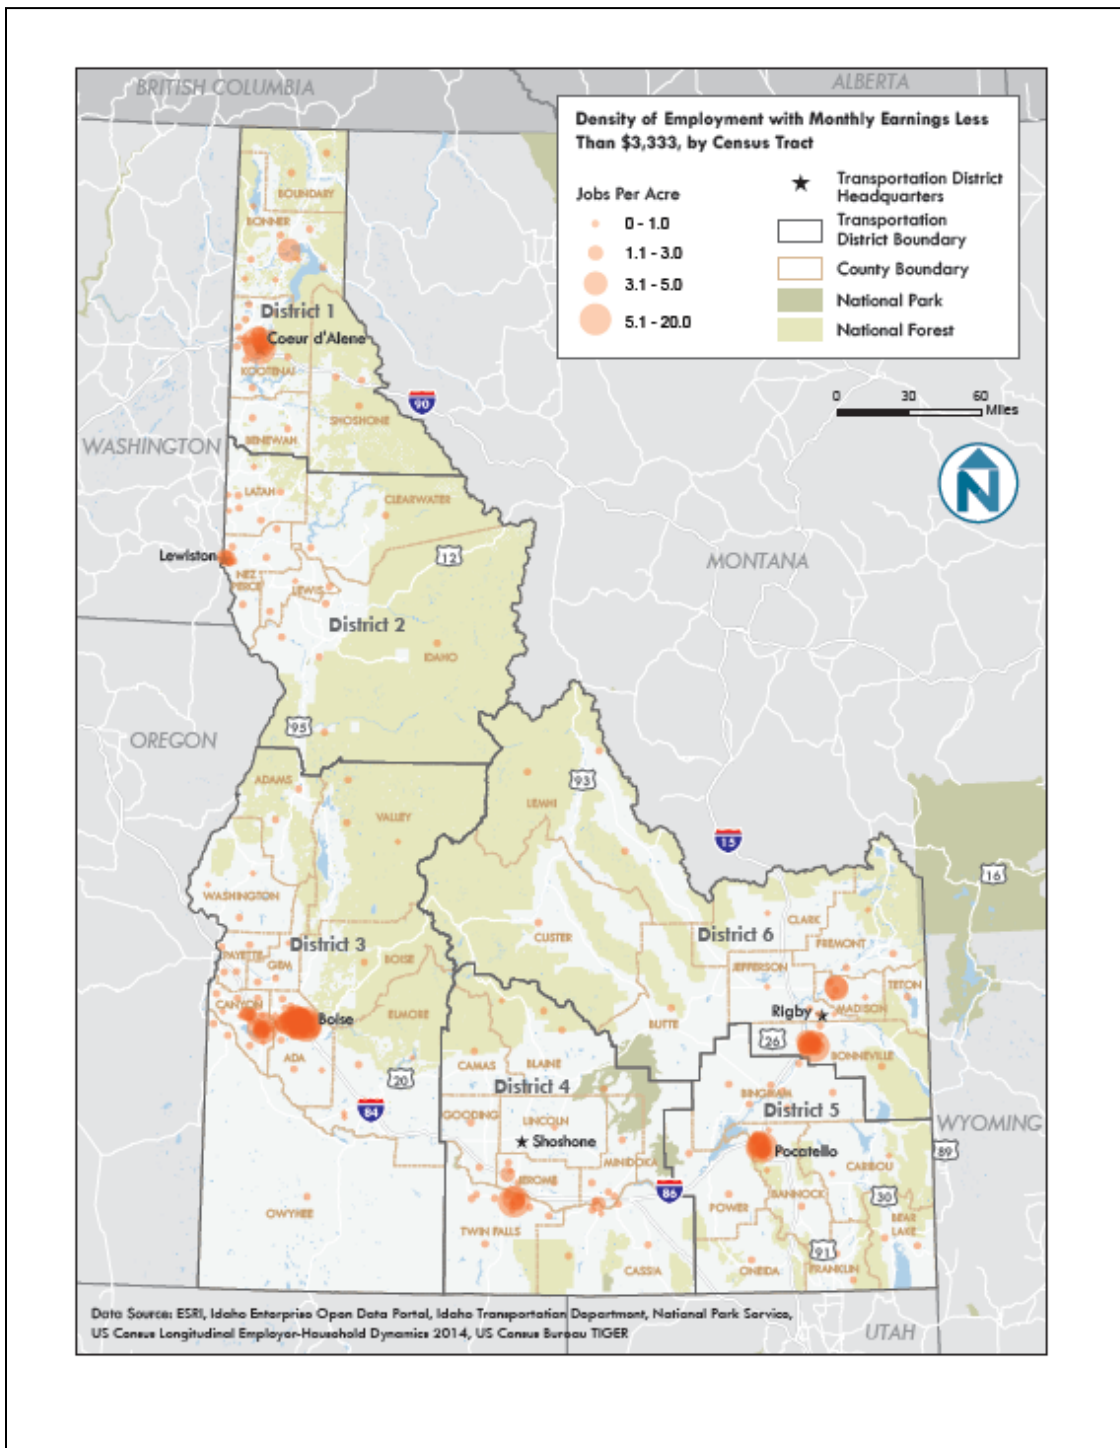 BRITISH COLUMBIA
ALBERTA
Density of Employment with Monthly Earnings Less
Than $3,333, by Census Tract
Jobs Per Acre
0 - 1.0
1.1 - 3.0
3.1 - 5.0
5.1 - 20.0
Transportation District
Headquarters
Transportation
District Boundary
County Boundary
National Park
National Forest
0 30 60
Miles
N
BOUNDARY
BONNER
District 1
Coeur d'Alene
KOOTENAI
90
SHOSHONE
BENEWAH
WASHINGTON
LATAH
CLEARWATER
Lewiston
12
NEZ
PERCE
LEWIS
MONTANA
District 2
IDAHO
95
OREGON
ADAMS
93
LEMHI
VALLEY
15
16
WASHINGTON
CLARK
CUSTER
District 6
FREMONT
District 3
PAYETTE
GEM
BOISE
JEFFERSON
TETON
CANYON
MADISON
Rigby
Boise
ELMORE
BUTTE
26
BONNEVILLE
ADA
CAMAS
BLAINE
20
District 4
BINGHAM
District 5
84
GOODING
LINCOLN
WYOMING
Shoshone
89
Pocatello
MINIDOKA
CARIBOU
JEROME
86
30
BANNOCK
POWER
OWYHEE
BEAR
LAKE
TWIN FALLS
91
CASSIA
ONEIDA
FRANKLIN
Data Source: ESRI, Idaho Enterprise Open Data Portal, Idaho Transportation Department, National Park Service,
US Census Longitudinal Employer-Household Dynamics 2014, US Census Bureau TIGER
UTAH